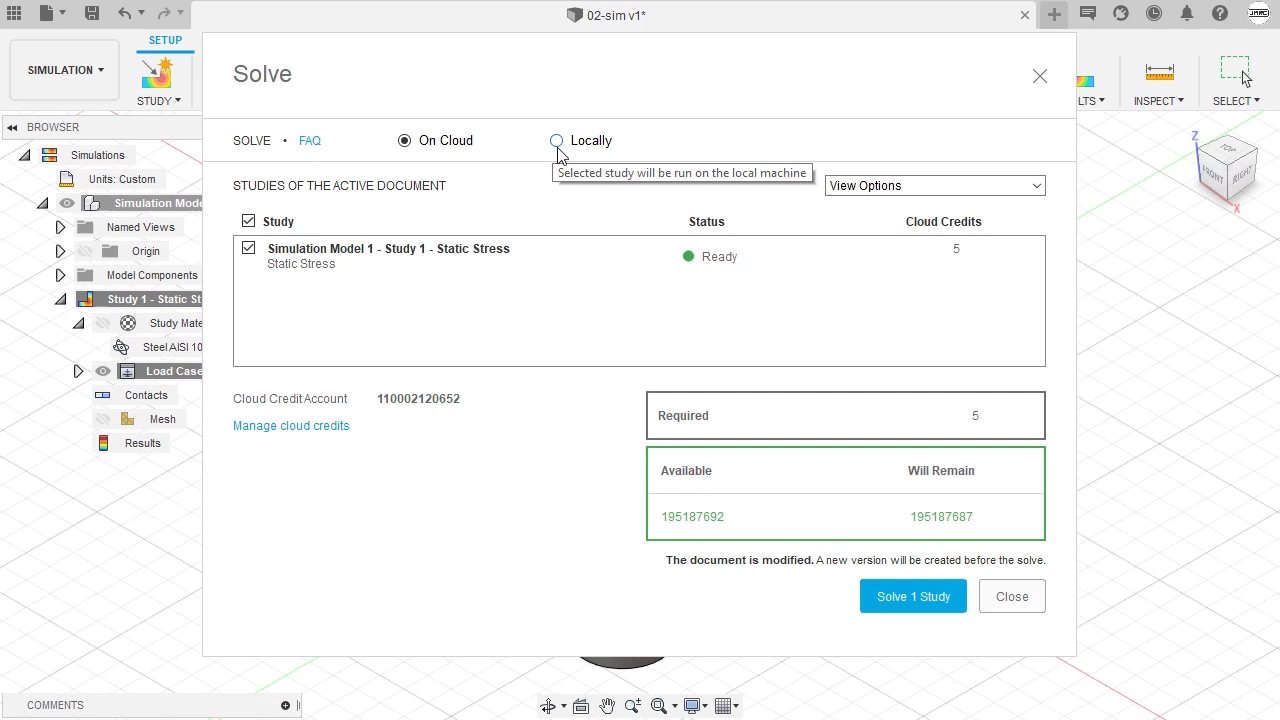 02-sim v1*
SETUP
SIMULATION
STUDY
LTS
INSPECT
SELECT
Solve
BROWSER
SOLVE • FAQ On Cloud Locally
Selected study will be run on the local machine
Simulations
Units: Custom
Simulation Mode
Named Views
Origin
Model Components
Study 1 - Static St
Study Mate
Steel AISI 10
Load Case
Contacts
Mesh
Results
STUDIES OF THE ACTIVE DOCUMENT
View Options
Study Status Cloud Credits
Simulation Model 1 - Study 1 - Static Stress
Static Stress
Ready
5
Cloud Credit Account 110002120652
Manage cloud credits
Required 5
Available Will Remain
195187692 195187687
The document is modified. A new version will be created before the solve.
Solve 1 Study
Close
Z
TOP
FRONT
RIGHT
X
COMMENTS